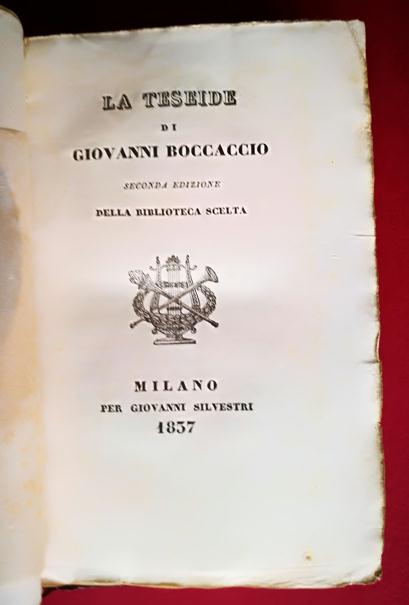 LA TESEIDE
DI
GIOVANNI BOCCACCIO
SECONDA EDIZIONE
DELLA BIBLIOTECA SCELTA
MILANO
PER GIOVANNI SILVESTRI
1837